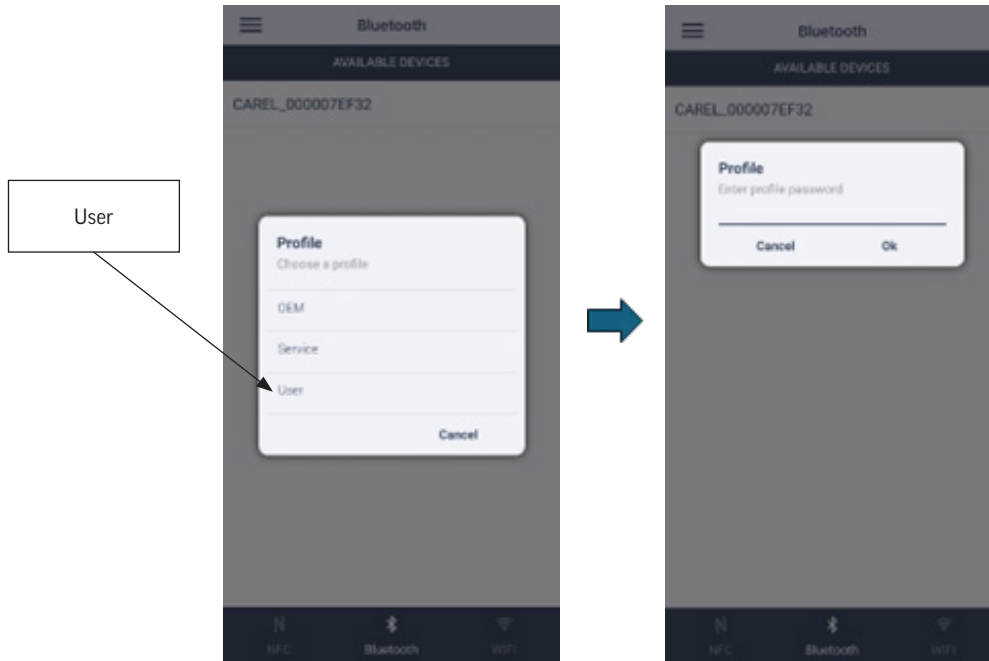 User
Bluetooth
AVAILABLE DEVICES
CAREL_000007EF32
Profile
Choose a profile
OEM
Service
User
Cancel
NFC
Bluetooth
WIFI
Bluetooth
AVAILABLE DEVICES
CAREL_000007EF32
Profile
Enter profile password
Cancel Ok
NFC
Bluetooth
WIFI